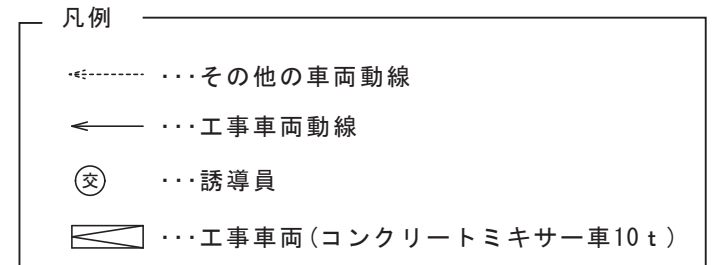 凡例
･･･その他の車両動線
･･･工事車両動線
交 ･･･誘導員
･･･工事車両(コンクリートミキサー車10ｔ)